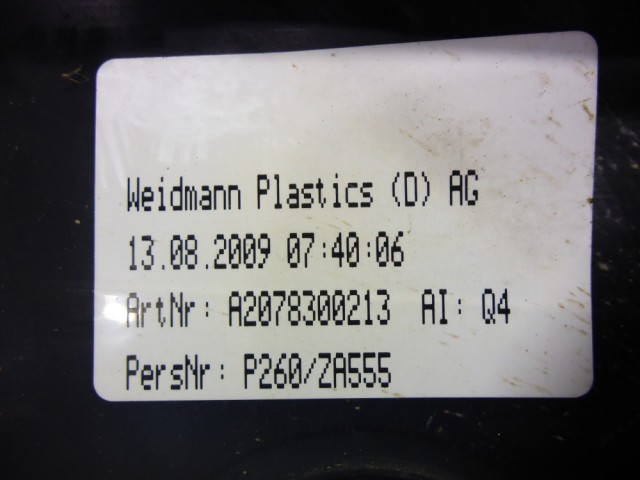 Weidmann Plastics (D) AG
13.08.2009 07:40:06
ArtNr: A2078300213 AI: Q4
PersNr: P260/ZA555